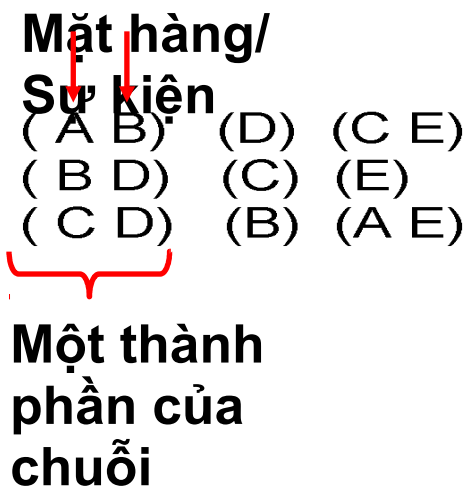 Mặt hàng/
Sự kiện
( A B) (D) (C E)
( B D) (C) (E)
( C D) (B) (A E)
Một thành
phần của
chuỗi